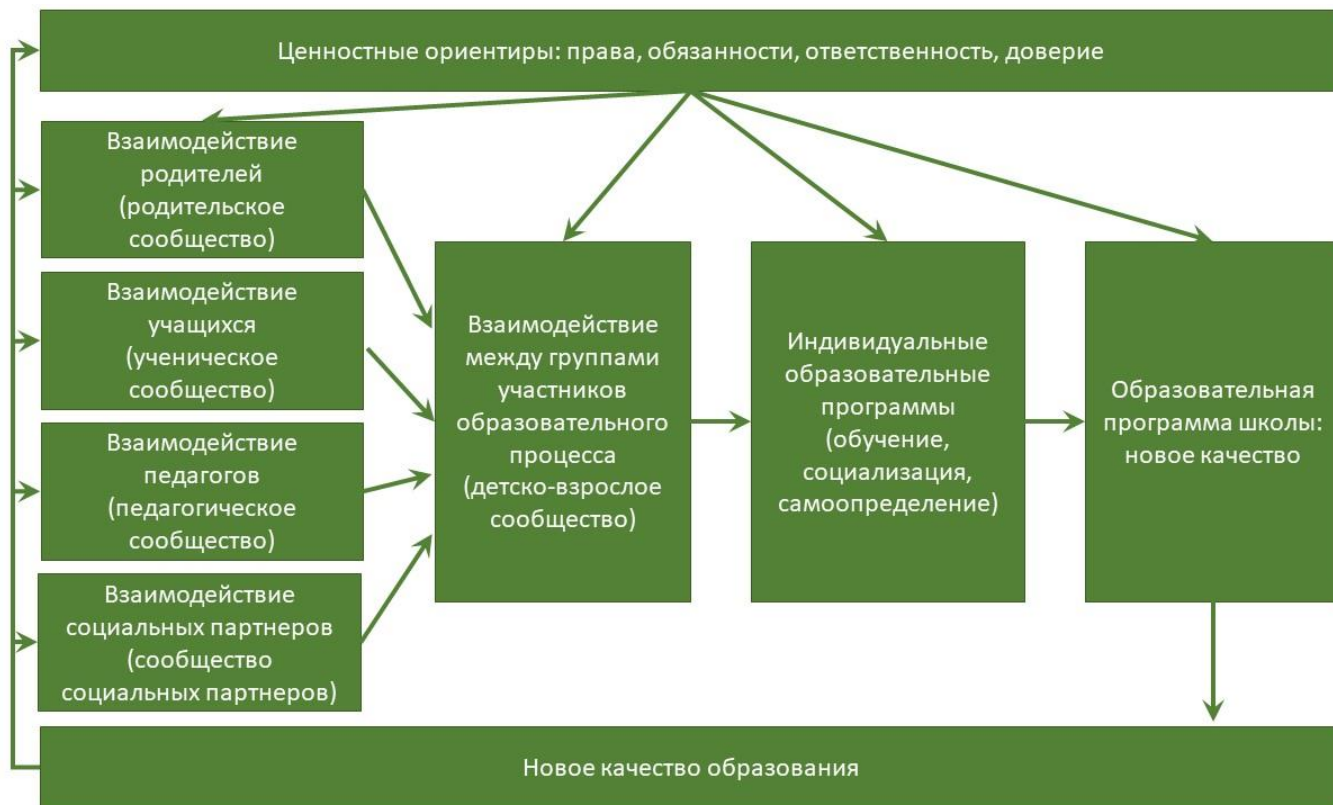 Ценностные ориентиры: права, обязанности, ответственность, доверие
Взаимодействие
родителей
(родительское
сообщество)
Взаимодействие
учащихся
(ученическое
сообщество)
Взаимодействие
педагогов
(педагогическое
сообщество)
Взаимодействие
социальных партнеров
(сообщество
социальных партнеров)
Взаимодействие
между группами
участников
образовательного
процесса
(детско-взрослое
сообщество)
Индивидуальные
образовательные
программы
(обучение,
социализация,
самоопределение)
Образовательная
программа школы:
новое качество
Новое качество образования